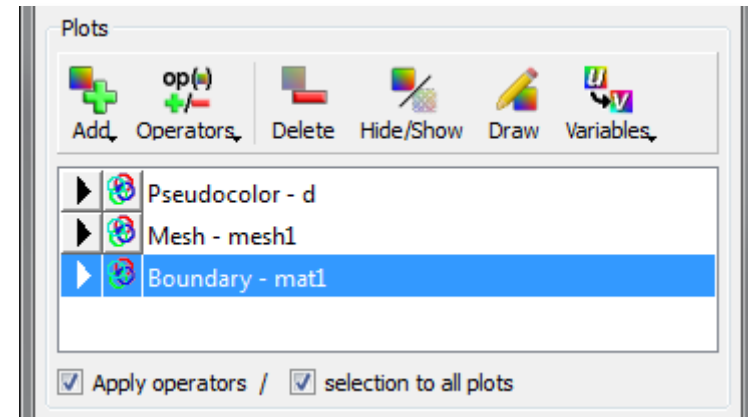 Plots
op( )
Add Operators Delete Hide/Show Draw Variables
Pseudocolor - d
Mesh - mesh1
Boundary - mat1
Apply operators / selection to all plots